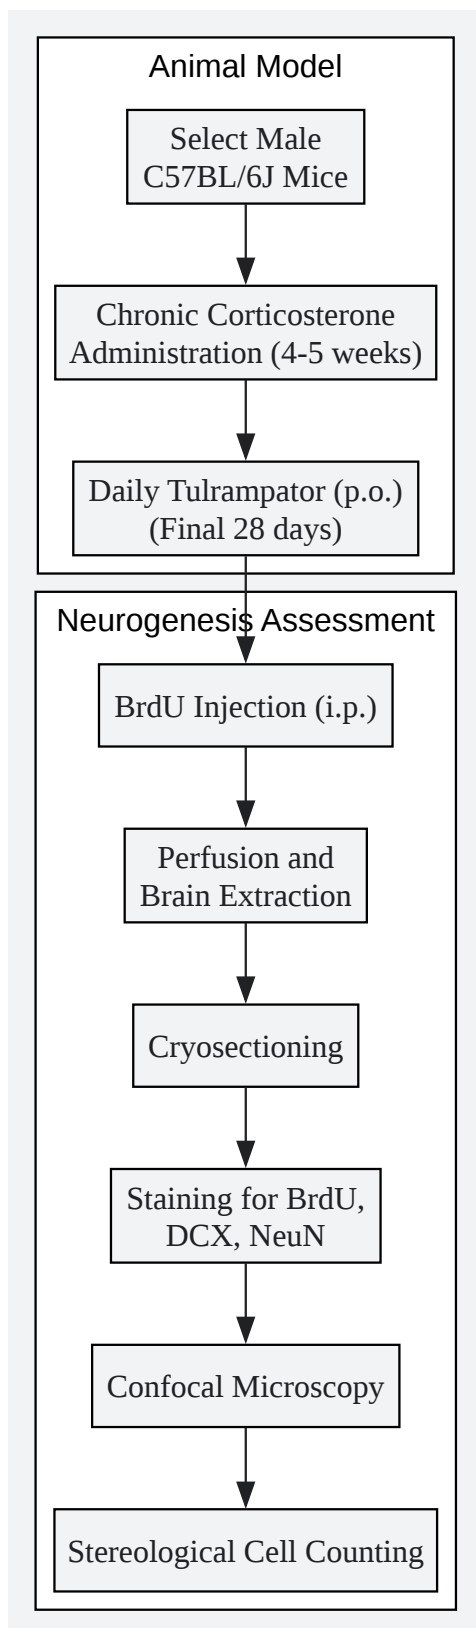 Animal Model
Select Male
C57BL/6J Mice
Chronic Corticosterone
Administration (4-5 weeks)
Daily Tulrampator (p.o.)
(Final 28 days)
Neurogenesis Assessment
BrdU Injection (i.p.)
Perfusion and
Brain Extraction
Cryosectioning
Staining for BrdU,
DCX, NeuN
Confocal Microscopy
Stereological Cell Counting